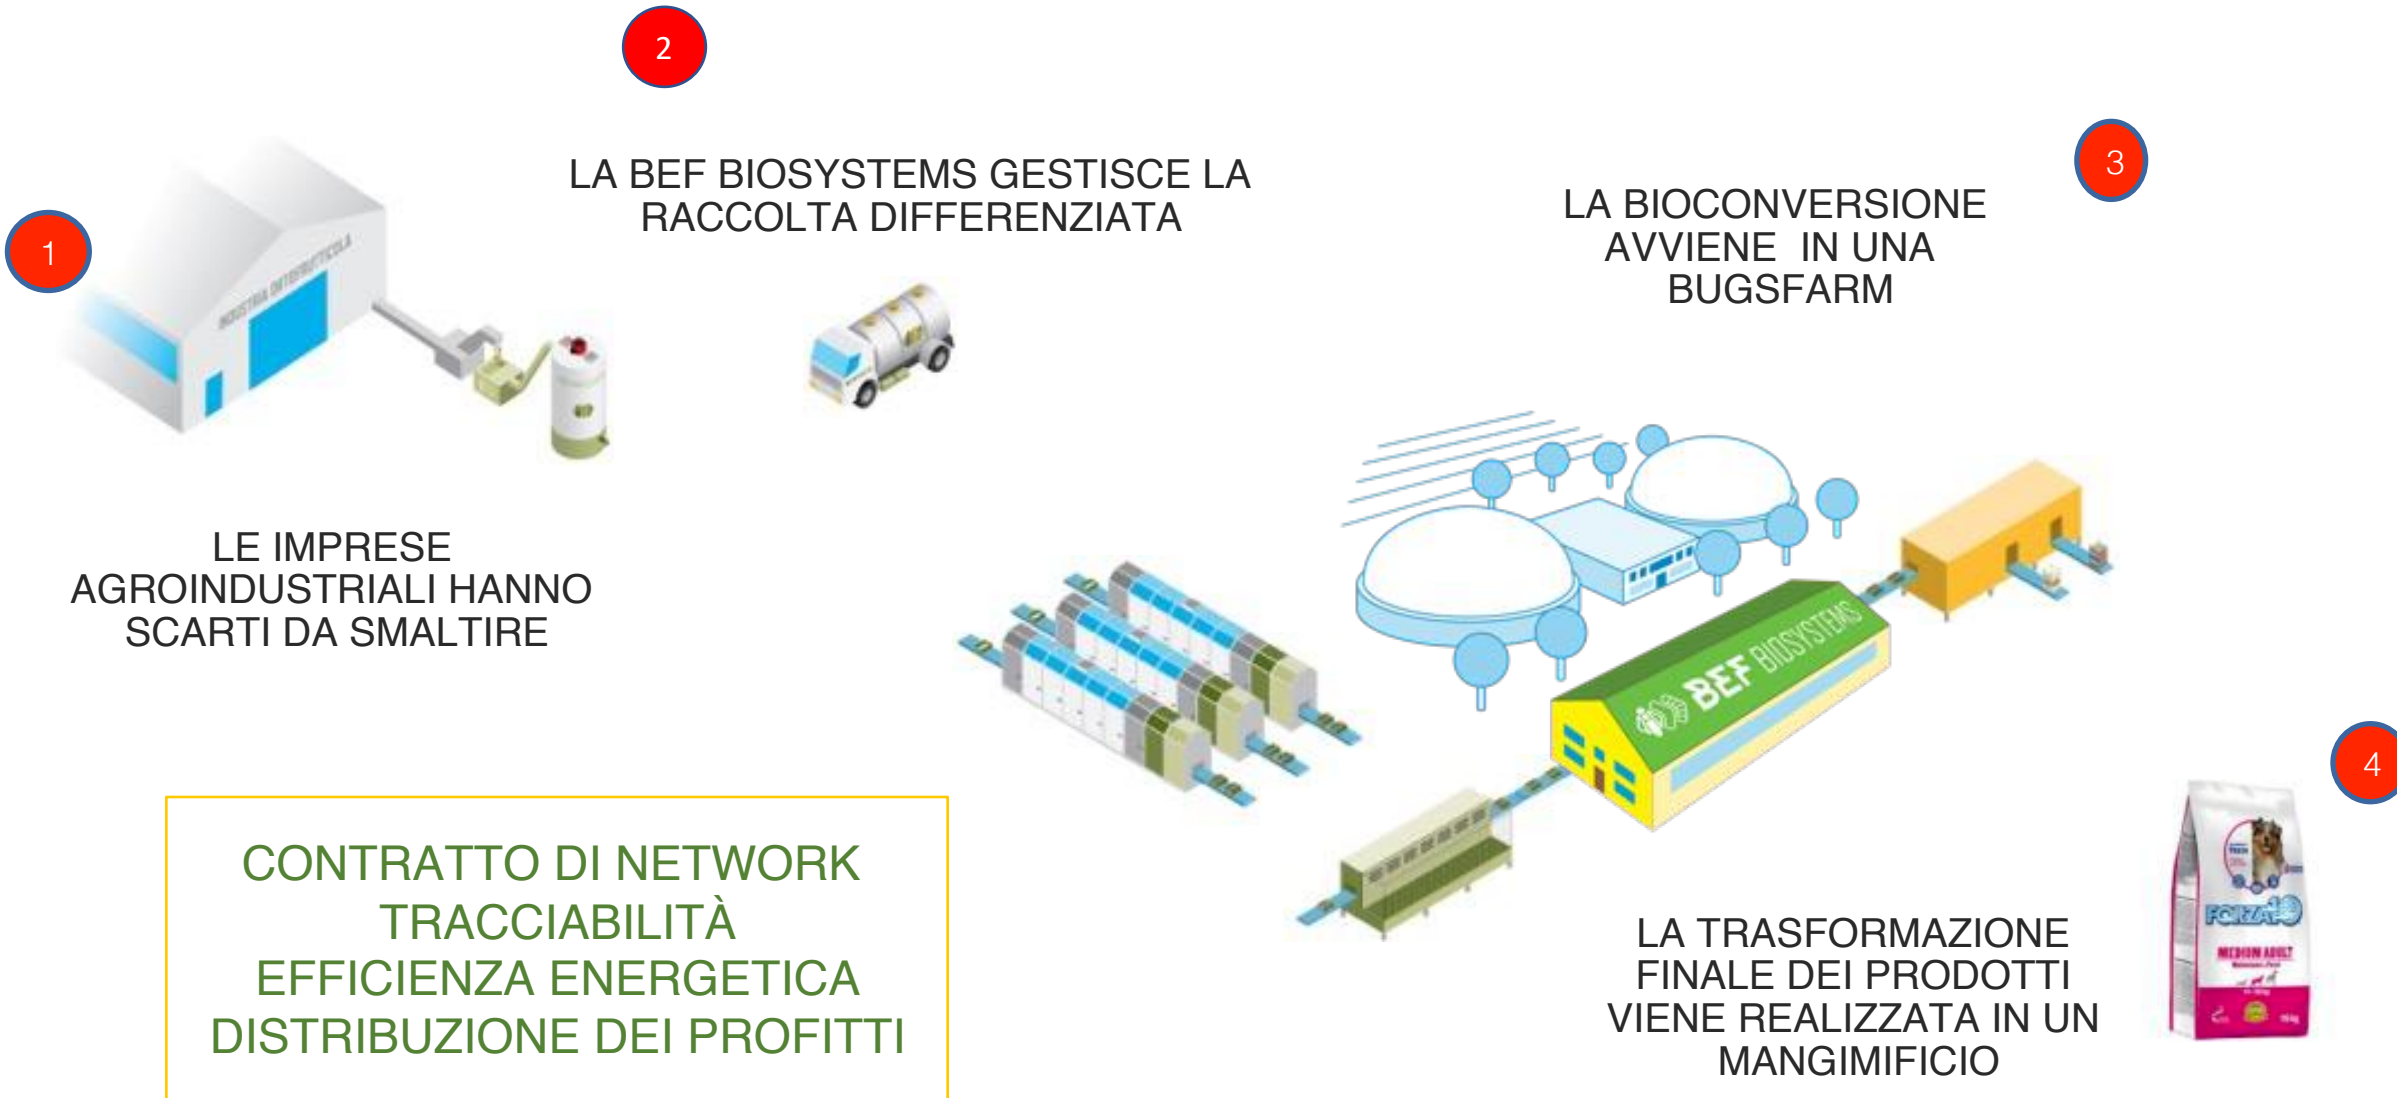 1
2
LA BEF BIOSYSTEMS GESTISCE LA
RACCOLTA DIFFERENZIATA
3
LA BIOCONVERSIONE
AVVIENE IN UNA
BUGSFARM
INDUSTRIA ORTOFRUTTICOLA
LE IMPRESE
AGROINDUSTRIALI HANNO
SCARTI DA SMALTIRE
BEF BIOSYSTEMS
4
FORZA10
MEDIUM ADULT
LA TRASFORMAZIONE
FINALE DEI PRODOTTI
VIENE REALIZZATA IN UN
MANGIMIFICIO
CONTRATTO DI NETWORK
TRACCIABILITÀ
EFFICIENZA ENERGETICA
DISTRIBUZIONE DEI PROFITTI